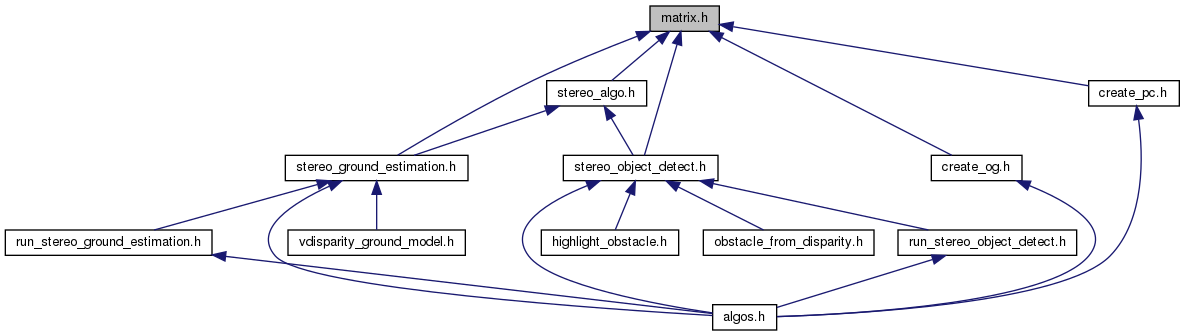 matrix.h
stereo_algo.h
create_pc.h
stereo_ground_estimation.h
stereo_object_detect.h
create_og.h
run_stereo_ground_estimation.h
vdisparity_ground_model.h
highlight_obstacle.h
obstacle_from_disparity.h
run_stereo_object_detect.h
algos.h